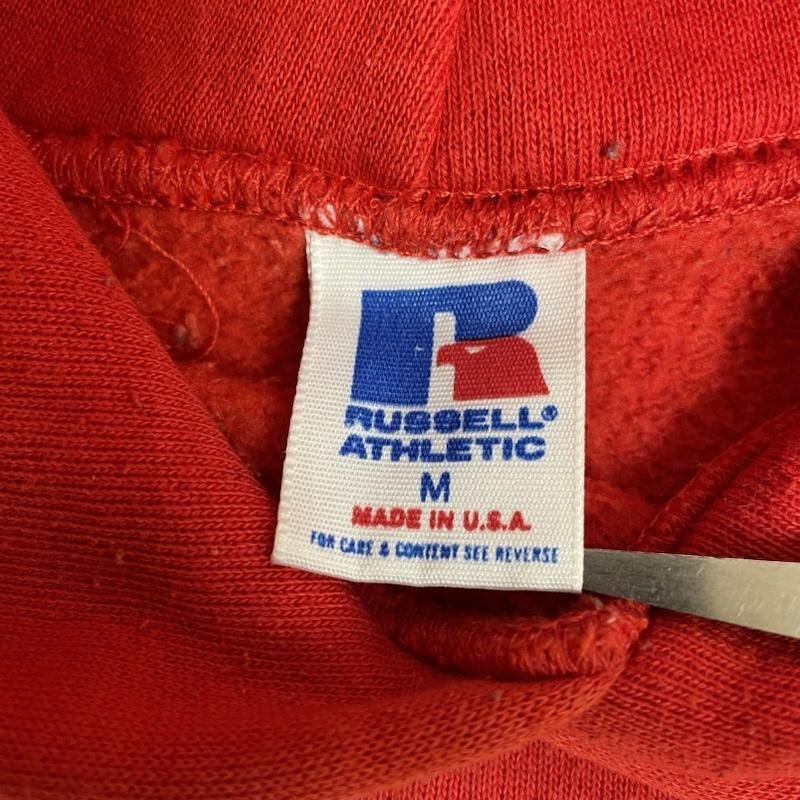 RUSSELL®
ATHLETIC
M
MADE IN U.S.A.
FOR CARE & CONTENT SEE REVERSE